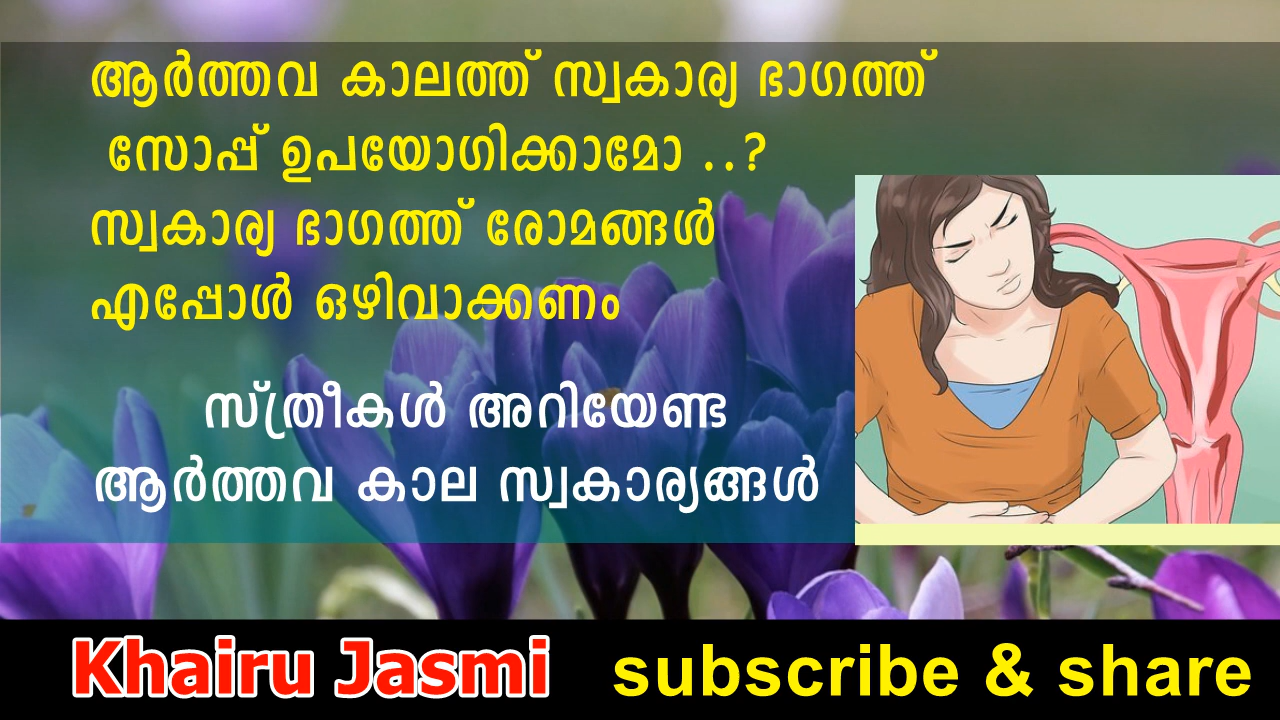 ആർത്തവ കാലത്ത് സ്വകാര്യ ഭാഗത്ത്
സോപ്പ് ഉപയോഗിക്കാമോ ..?
സ്വകാര്യ ഭാഗത്ത് രോമങ്ങൾ
എപ്പോൾ ഒഴിവാക്കണം
സ്ത്രീകൾ അറിയേണ്ട
ആർത്തവ കാല സ്വകാര്യങ്ങൾ
Khairu Jasmi subscribe & share